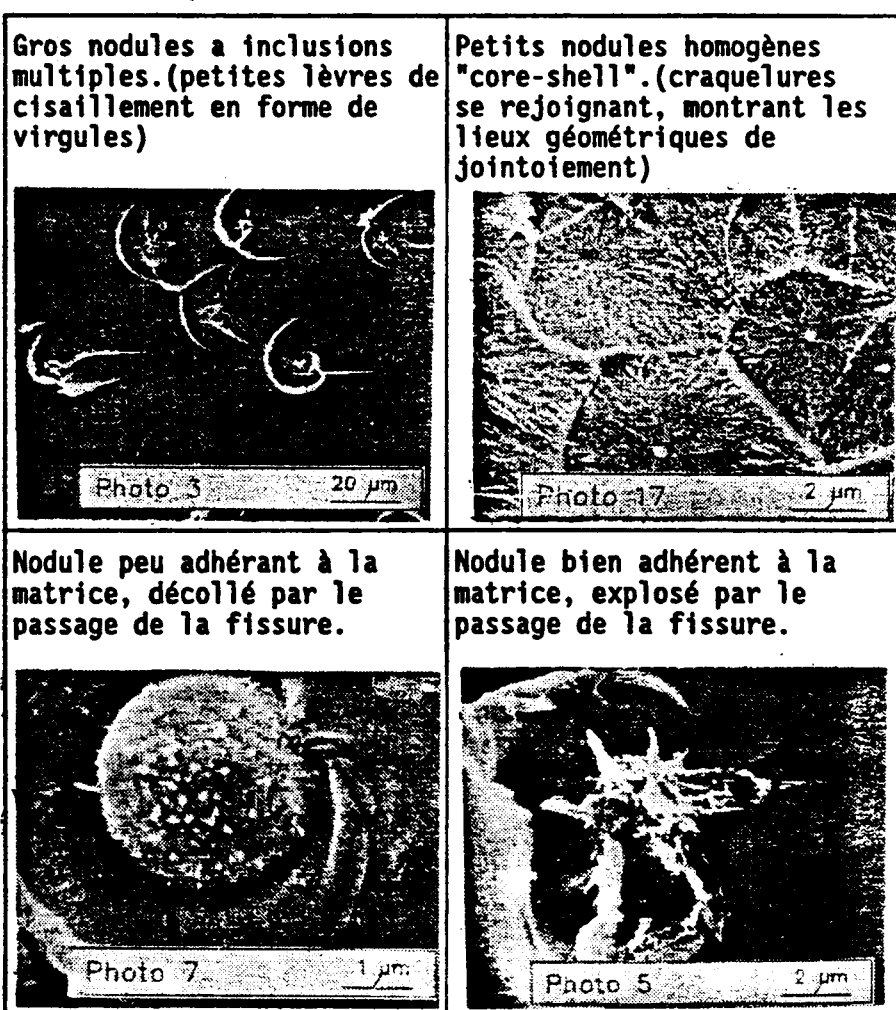 Gros nodules a inclusions
multiples.(petites lèvres de
cisaillement en forme de
virgules)
Photo 3 20 µm
Petits nodules homogènes
"core-shell".(craquelures
se rejoignant, montrant les
lieux géométriques de
jointoiement)
Photo 17 2 µm
Nodule peu adhérant à la
matrice, décollé par le
passage de la fissure.
Photo 7 1 µm
Nodule bien adhérent à la
matrice, explosé par le
passage de la fissure.
Photo 5 2 µm